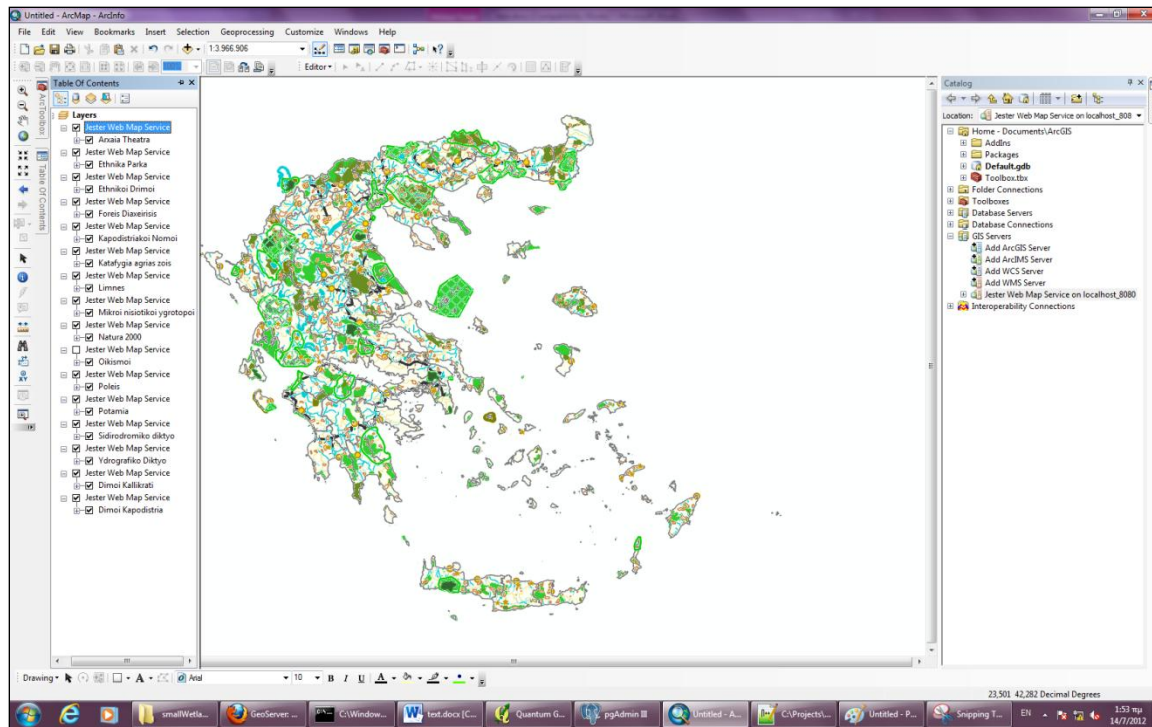 Untitled - ArcMap - ArcInfo
File Edit View Bookmarks Insert Selection Geoprocessing Customize Windows Help
1:3.966.906
Editor
ArcToolbox
Table Of Contents
Table Of Contents
Layers
Jester Web Map Service
Arxaia Theatra
Jester Web Map Service
Ethnika Parka
Jester Web Map Service
Ethnikoi Drimoi
Jester Web Map Service
Foreis Diaxeirisis
Jester Web Map Service
Kapodistriakoi Nomoi
Jester Web Map Service
Katafygia agrias zois
Jester Web Map Service
Limnes
Jester Web Map Service
Mikroi nisiotikoi ygrotopoi
Jester Web Map Service
Natura 2000
Jester Web Map Service
Oikismoi
Jester Web Map Service
Poleis
Jester Web Map Service
Potamia
Jester Web Map Service
Sidirodromiko diktyo
Jester Web Map Service
Ydrografiko Diktyo
Jester Web Map Service
Dimoi Kallikrati
Jester Web Map Service
Dimoi Kapodistria
Catalog
Location: Jester Web Map Service on localhost_808
Home - Documents\ArcGIS
AddIns
Packages
Default.gdb
Toolbox.tbx
Folder Connections
Toolboxes
Database Servers
Database Connections
GIS Servers
Add ArcGIS Server
Add ArcIMS Server
Add WCS Server
Add WMS Server
Jester Web Map Service on localhost_8080
Interoperability Connections
Drawing Arial 10 B I U A
23,501 42,282 Decimal Degrees
smallWetla... GeoServer: ... C:\Window... text.docx [C... Quantum G... pgAdmin III Untitled - A... C:\Projects\... Untitled - P... Snipping T... EN 1:53 πμ
14/7/2012